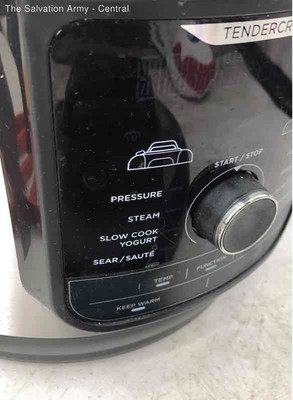 The Salvation Army - Central
TENDERCR
START / STOP
PRESSURE
STEAM
SLOW COOK
YOGURT
SEAR/SAUTÉ
TEMP
FUNCTION
KEEP WARM